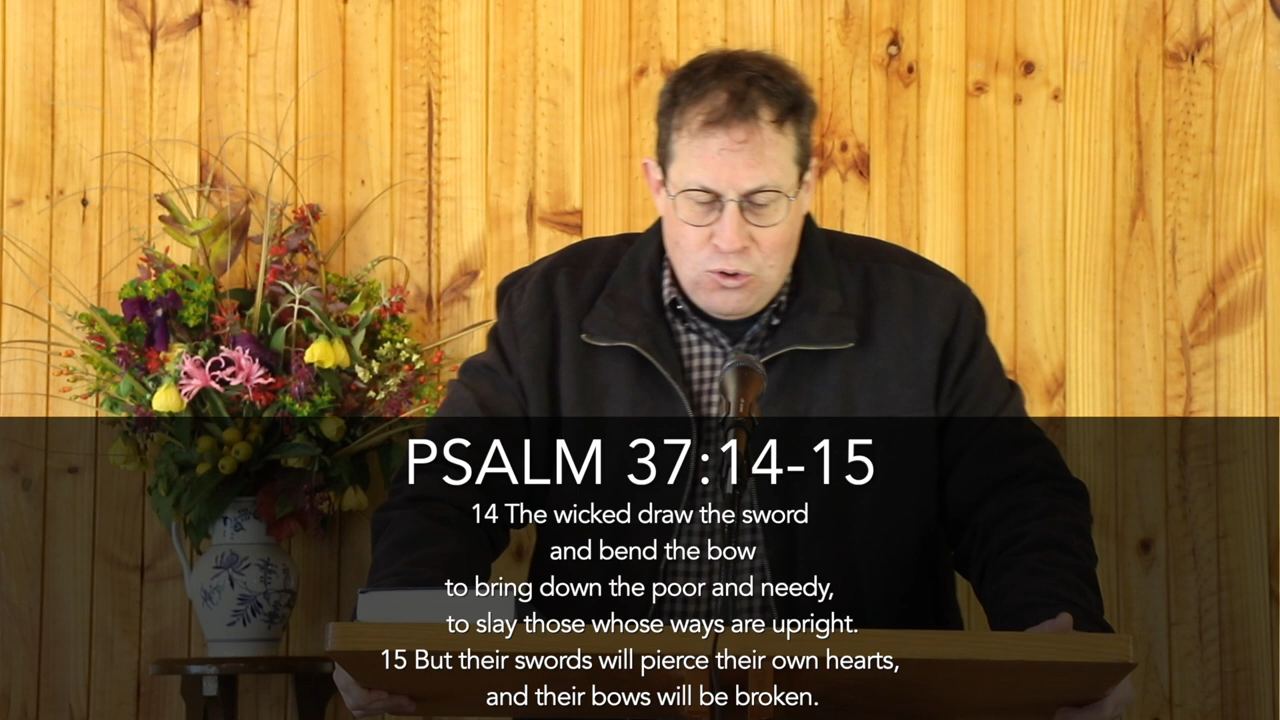 PSALM 37:14-15
14 The wicked draw the sword
and bend the bow
to bring down the poor and needy,
to slay those whose ways are upright.
15 But their swords will pierce their own hearts,
and their bows will be broken.